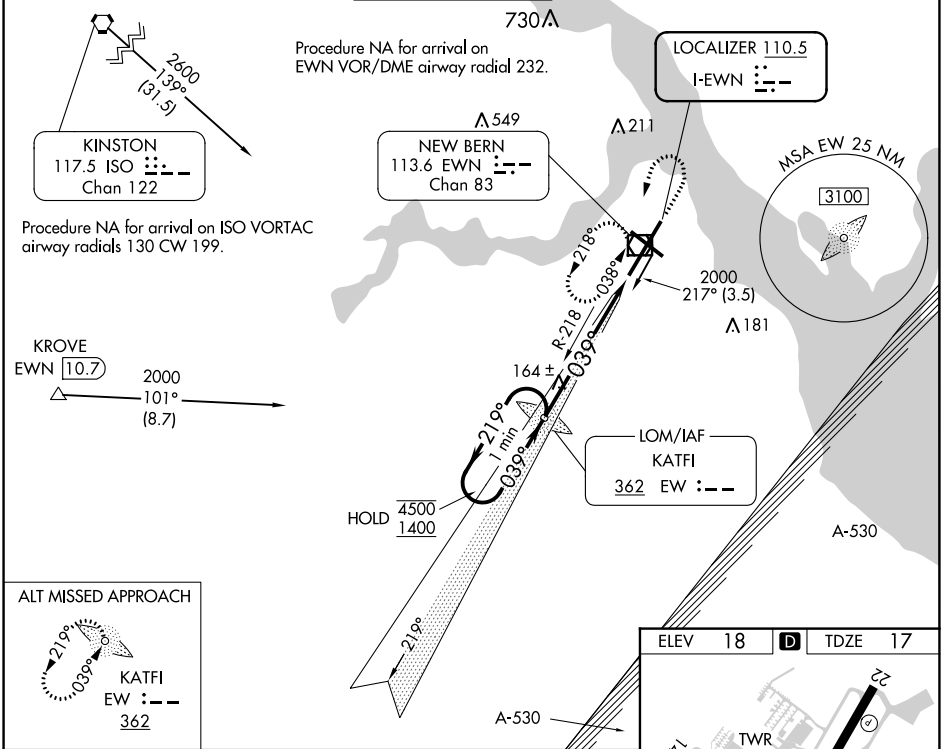 730
Procedure NA for arrival on
EWN VOR/DME airway radial 232.
LOCALIZER 110.5
I-EWN
2600
139°
(31.5)
KINSTON
117.5 ISO
Chan 122
549
211
NEW BERN
113.6 EWN
Chan 83
MSA EW 25 NM
3100
Procedure NA for arrival on ISO VORTAC
airway radials 130 CW 199.
218°
038°
2000
217° (3.5)
181
R-218
039°
KROVE
EWN 10.7
2000
101°
(8.7)
164 ±
219°
1 min
039°
LOM/IAF
KATFI
362 EW
HOLD 4500
1400
A-530
219°
ALT MISSED APPROACH
219°
039°
KATFI
EW
362
A-530
ELEV 18 D TDZE 17
22
P
TWR